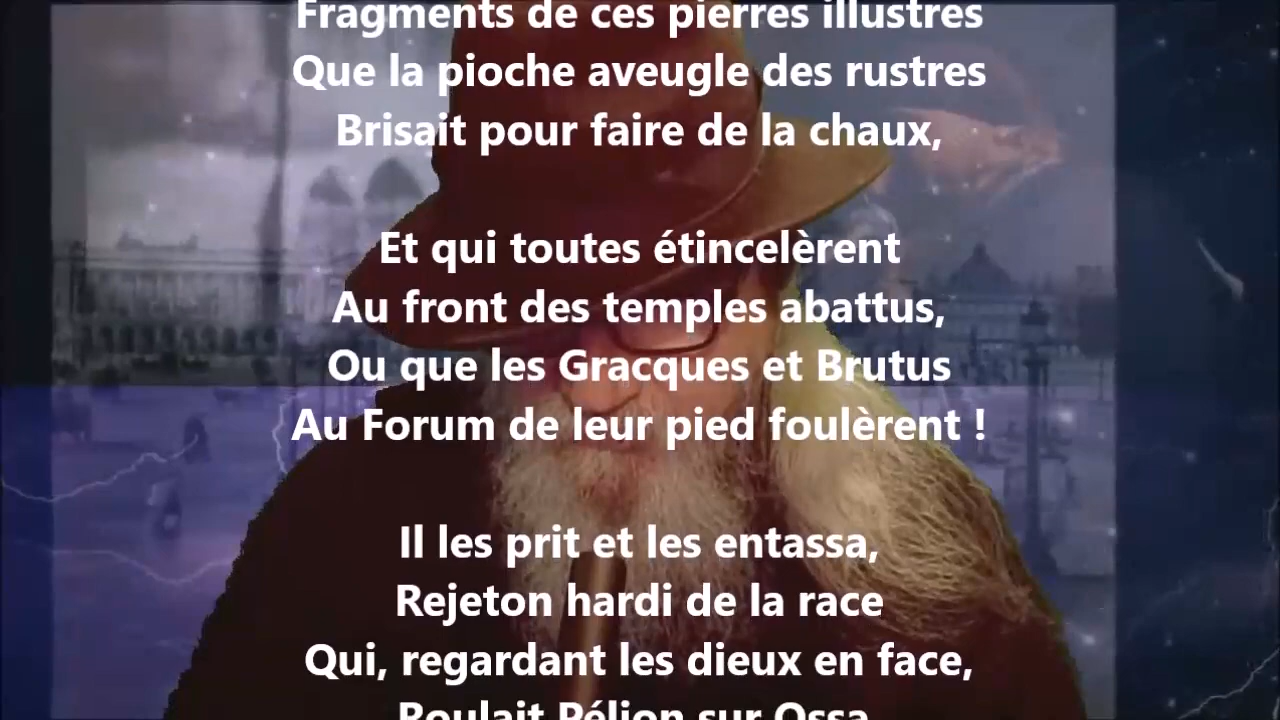 Fragments de ces pierres illustres
Que la pioche aveugle des rustres
Brisait pour faire de la chaux,
Et qui toutes étincelèrent
Au front des temples abattus,
Ou que les Gracques et Brutus
Au Forum de leur pied foulèrent !
Il les prit et les entassa,
Rejeton hardi de la race
Qui, regardant les dieux en face,
Roulait Pélion sur Ossa